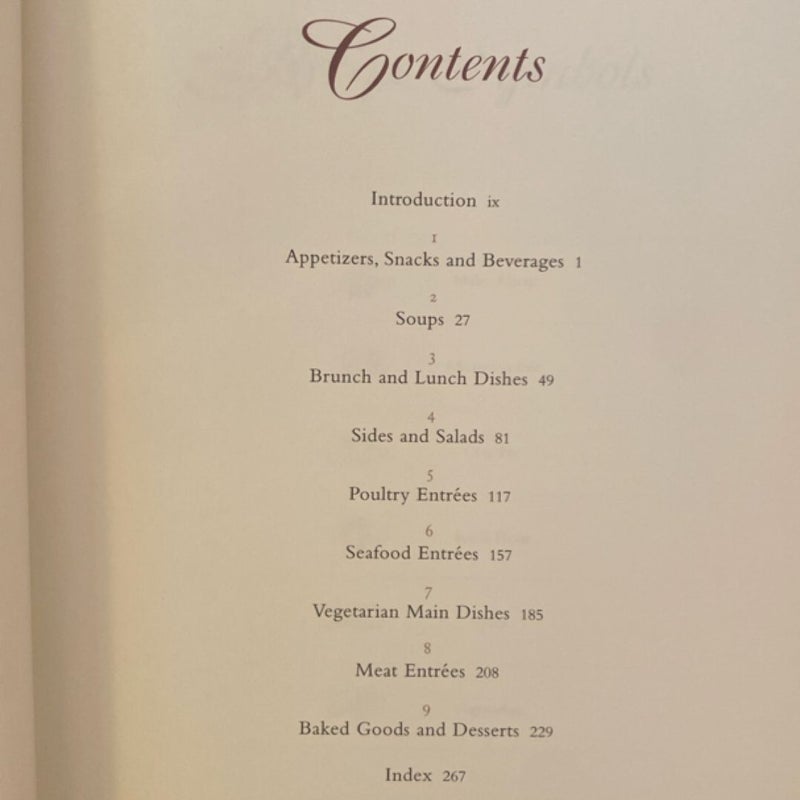 Contents
Introduction ix
1
Appetizers, Snacks and Beverages 1
2
Soups 27
3
Brunch and Lunch Dishes 49
4
Sides and Salads 81
5
Poultry Entrées 117
6
Seafood Entrées 157
7
Vegetarian Main Dishes 185
8
Meat Entrées 208
9
Baked Goods and Desserts 229
Index 267